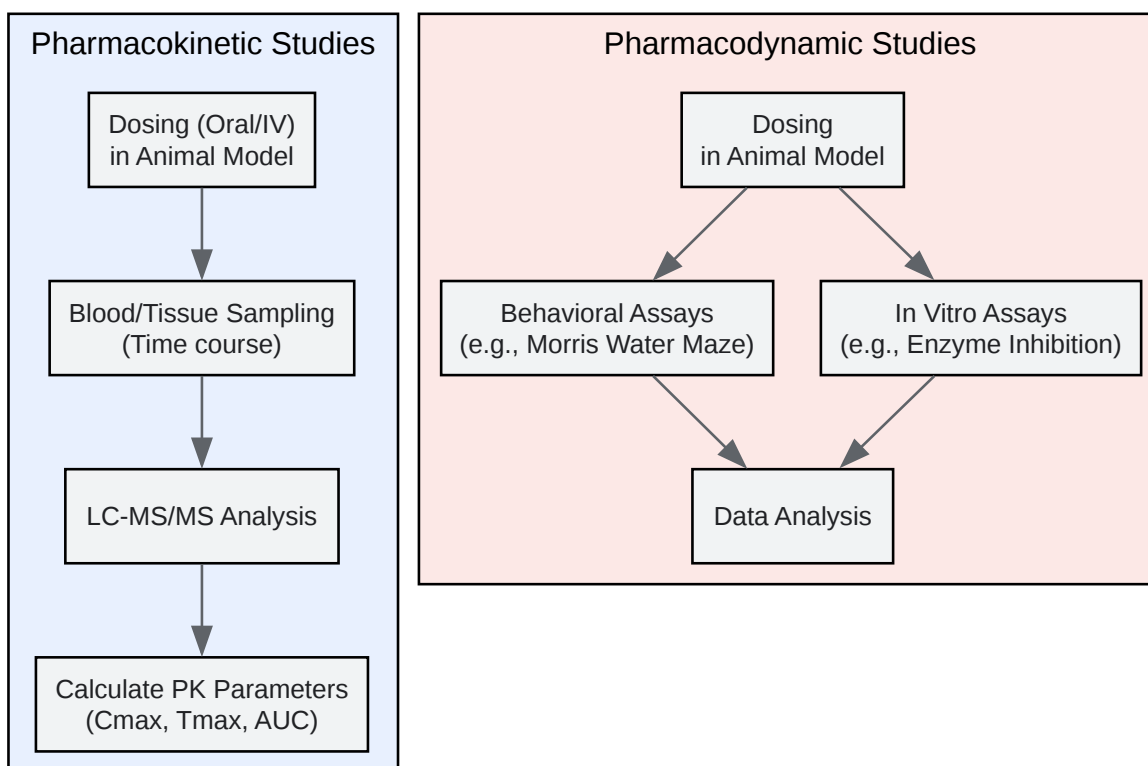 Pharmacokinetic Studies
Dosing (Oral/IV)
in Animal Model
Blood/Tissue Sampling
(Time course)
LC-MS/MS Analysis
Calculate PK Parameters
(Cmax, Tmax, AUC)
Pharmacodynamic Studies
Dosing
in Animal Model
Behavioral Assays
(e.g., Morris Water Maze)
In Vitro Assays
(e.g., Enzyme Inhibition)
Data Analysis